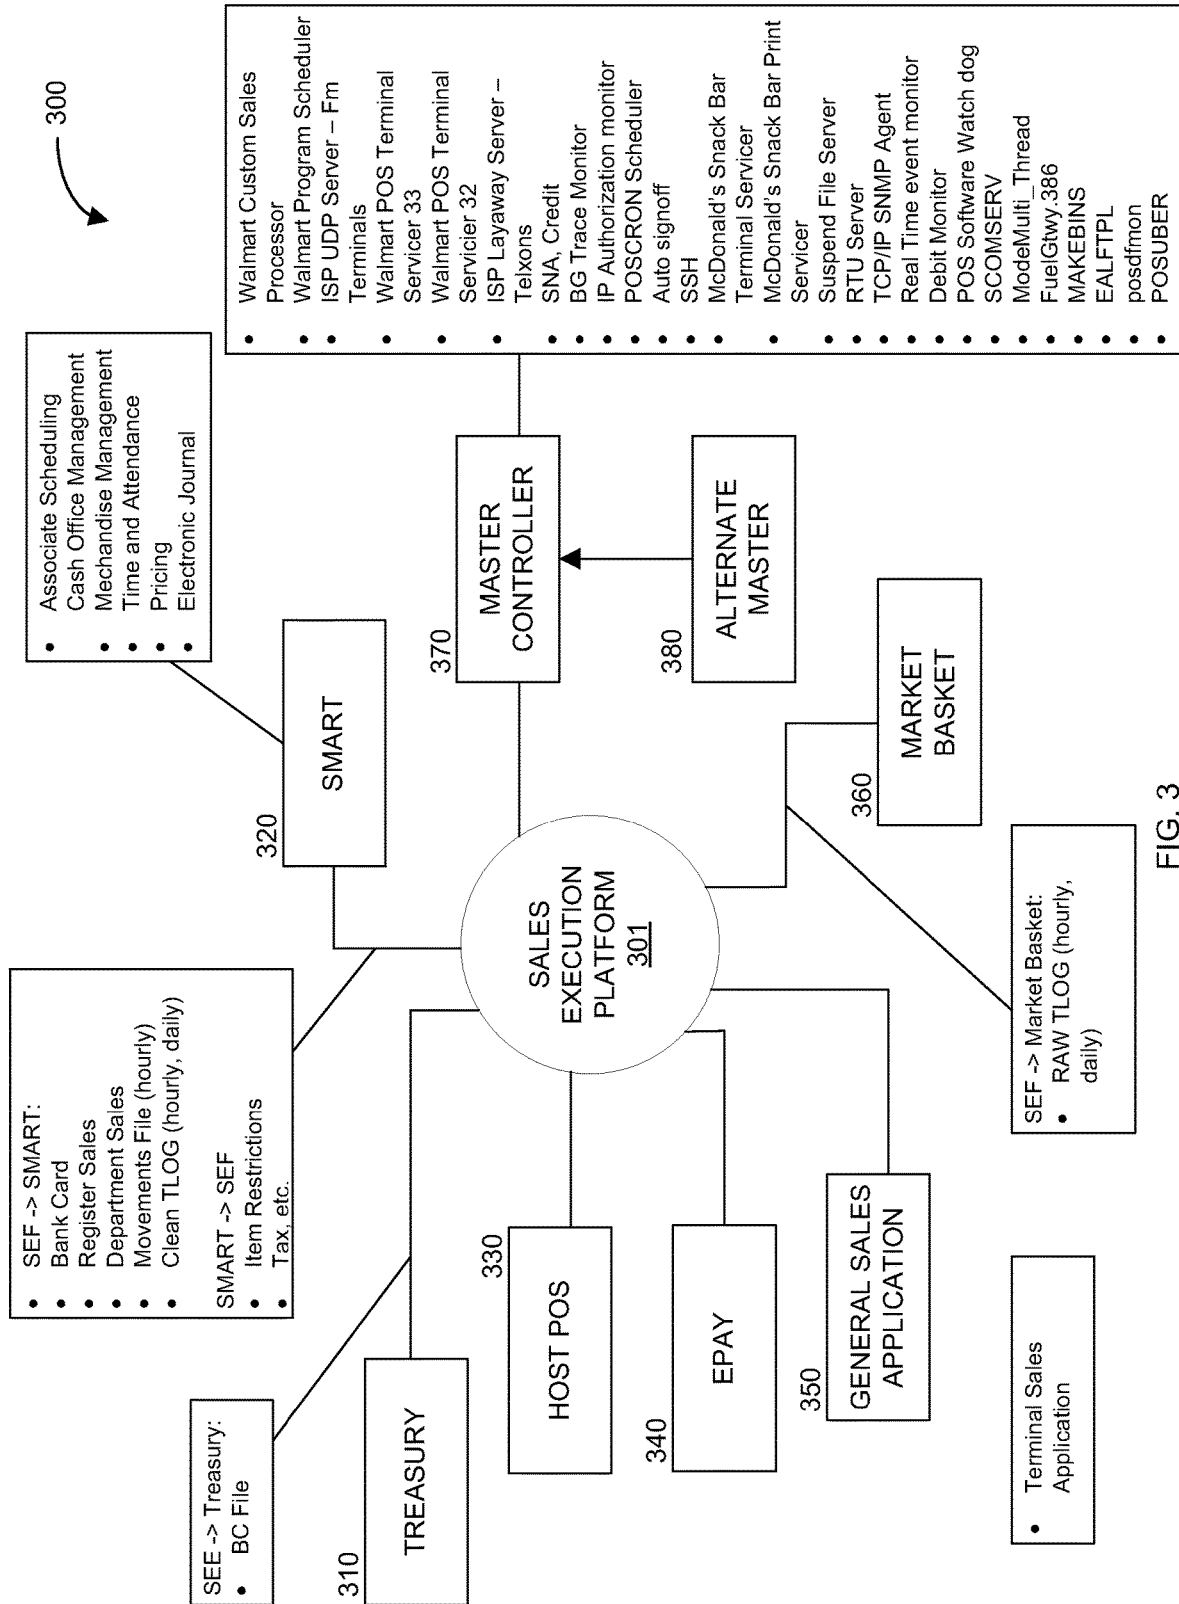 300
SEE -> Treasury:
• BC File
SEF -> SMART:
• Bank Card
• Register Sales
• Department Sales
• Movements File (hourly)
• Clean TLOG (hourly, daily)
SMART -> SEF
• Item Restrictions
• Tax, etc.
• Associate Scheduling
Cash Office Management
• Mechandise Management
• Time and Attendance
• Pricing
• Electronic Journal
310
TREASURY
320
SMART
330
HOST POS
SALES
EXECUTION
PLATFORM
301
370
MASTER
CONTROLLER
• Walmart Custom Sales
Processor
• Walmart Program Scheduler
• ISP UDP Server – Fm
Terminals
• Walmart POS Terminal
Servicer 33
• Walmart POS Terminal
Servicier 32
• ISP Layaway Server –
Telxons
• SNA, Credit
• BG Trace Monitor
• IP Authorization monitor
• POSCRON Scheduler
• Auto signoff
• SSH
• McDonald's Snack Bar
Terminal Servicer
• McDonald's Snack Bar Print
Servicer
• Suspend File Server
• RTU Server
• TCP/IP SNMP Agent
• Real Time event monitor
• Debit Monitor
• POS Software Watch dog
• SCOMSERV
• ModeMulti_Thread
• FuelGtwy.386
• MAKEBINS
• EALFTPL
• posdfmon
• POSUBER
340
EPAY
380
ALTERNATE
MASTER
350
GENERAL SALES
APPLICATION
360
MARKET
BASKET
• Terminal Sales
Application
SEF -> Market Basket:
• RAW TLOG (hourly,
daily)
FIG. 3